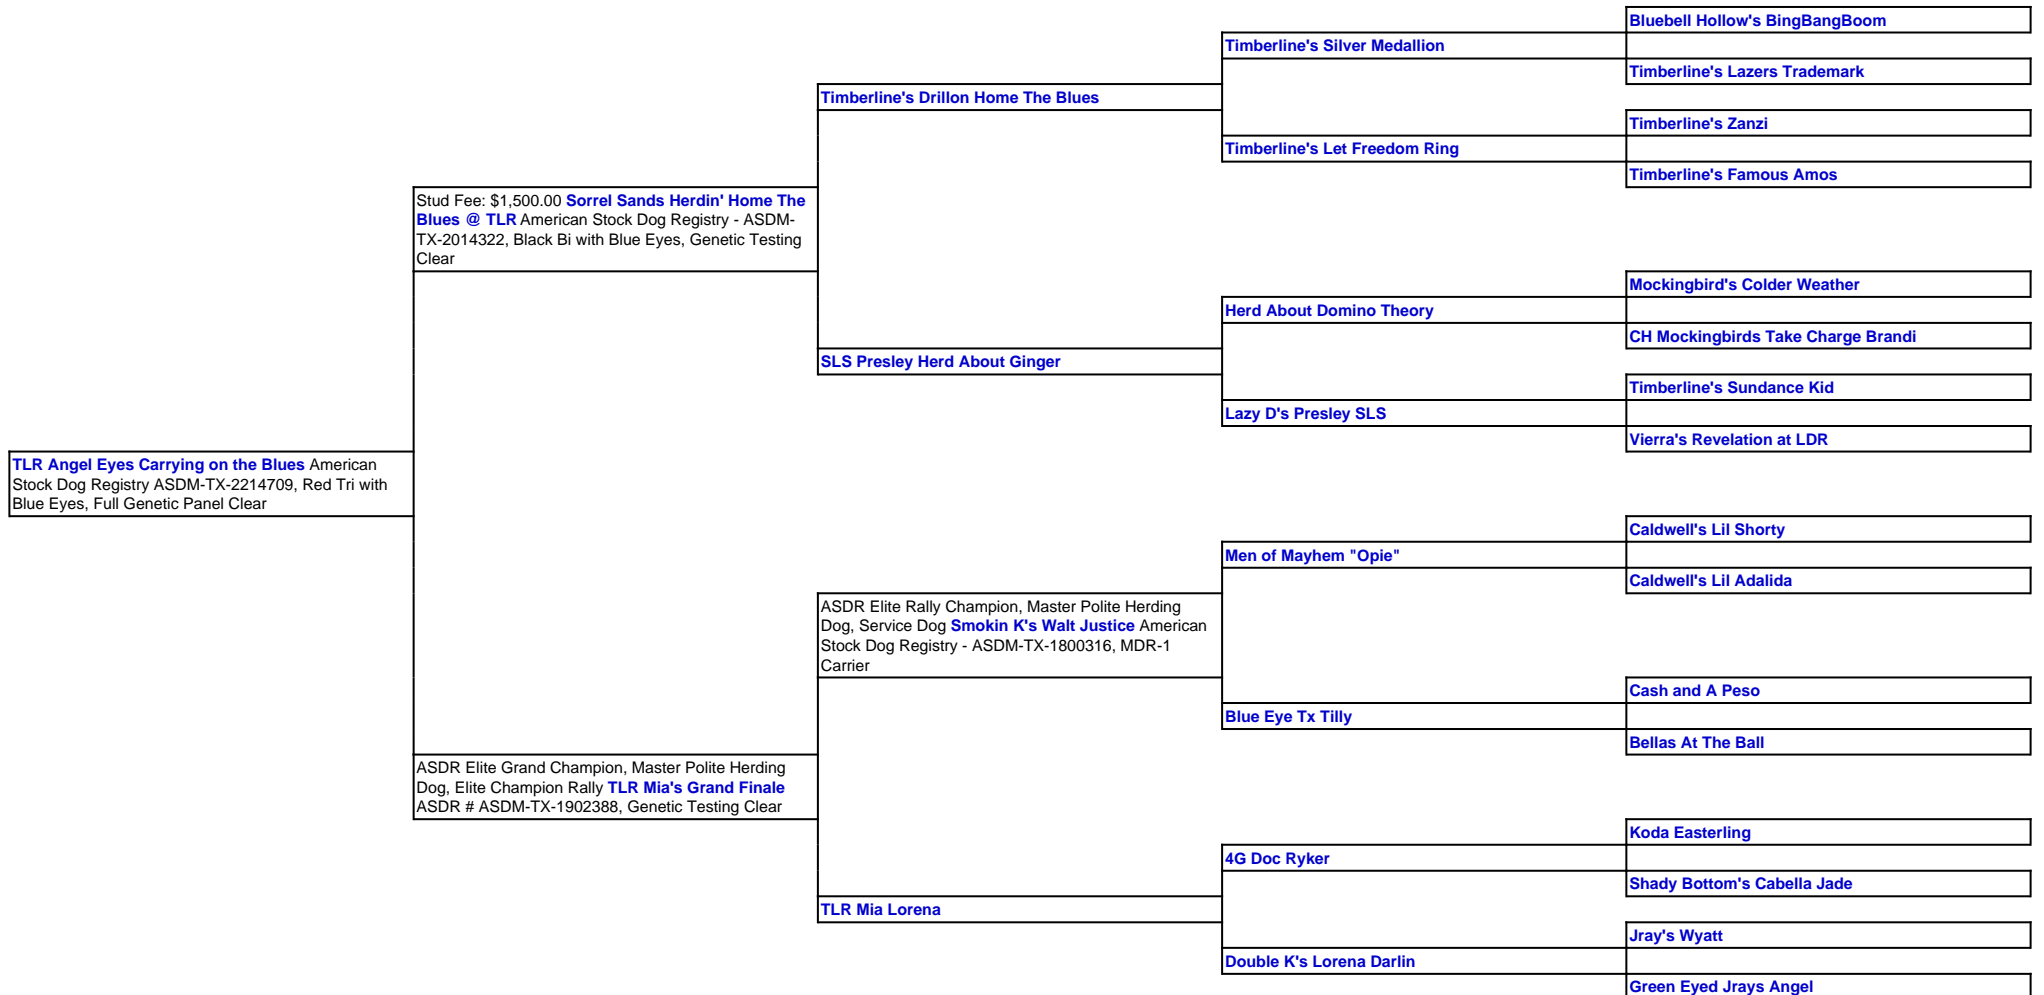 Bluebell Hollow's BingBangBoom
Timberline's Silver Medallion
Timberline's Lazers Trademark
Timberline's Drillon Home The Blues
Timberline's Zanzi
Timberline's Let Freedom Ring
Timberline's Famous Amos
Stud Fee: $1,500.00 Sorrel Sands Herdin' Home The
Blues @ TLR American Stock Dog Registry - ASDM-
TX-2014322, Black Bi with Blue Eyes, Genetic Testing
Clear
Mockingbird's Colder Weather
Herd About Domino Theory
CH Mockingbirds Take Charge Brandi
SLS Presley Herd About Ginger
Timberline's Sundance Kid
Lazy D's Presley SLS
Vierra's Revelation at LDR
TLR Angel Eyes Carrying on the Blues American
Stock Dog Registry ASDM-TX-2214709, Red Tri with
Blue Eyes, Full Genetic Panel Clear
Caldwell's Lil Shorty
Men of Mayhem "Opie"
Caldwell's Lil Adalida
ASDR Elite Rally Champion, Master Polite Herding
Dog, Service Dog Smokin K's Walt Justice American
Stock Dog Registry - ASDM-TX-1800316, MDR-1
Carrier
Cash and A Peso
Blue Eye Tx Tilly
Bellas At The Ball
ASDR Elite Grand Champion, Master Polite Herding
Dog, Elite Champion Rally TLR Mia's Grand Finale
ASDR # ASDM-TX-1902388, Genetic Testing Clear
Koda Easterling
4G Doc Ryker
Shady Bottom's Cabella Jade
TLR Mia Lorena
Jray's Wyatt
Double K's Lorena Darlin
Green Eyed Jrays Angel